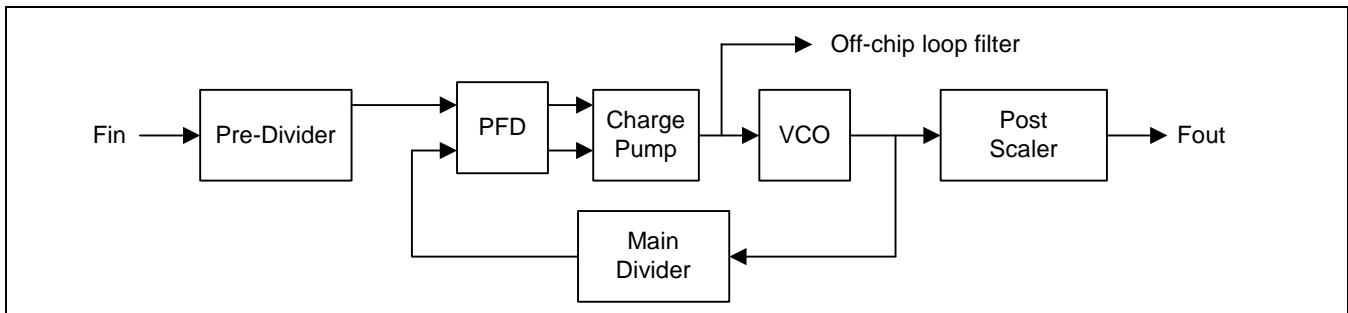 Off-chip loop filter
Fin
Pre-Divider
PFD
Charge
Pump
VCO
Post
Scaler
Fout
Main
Divider